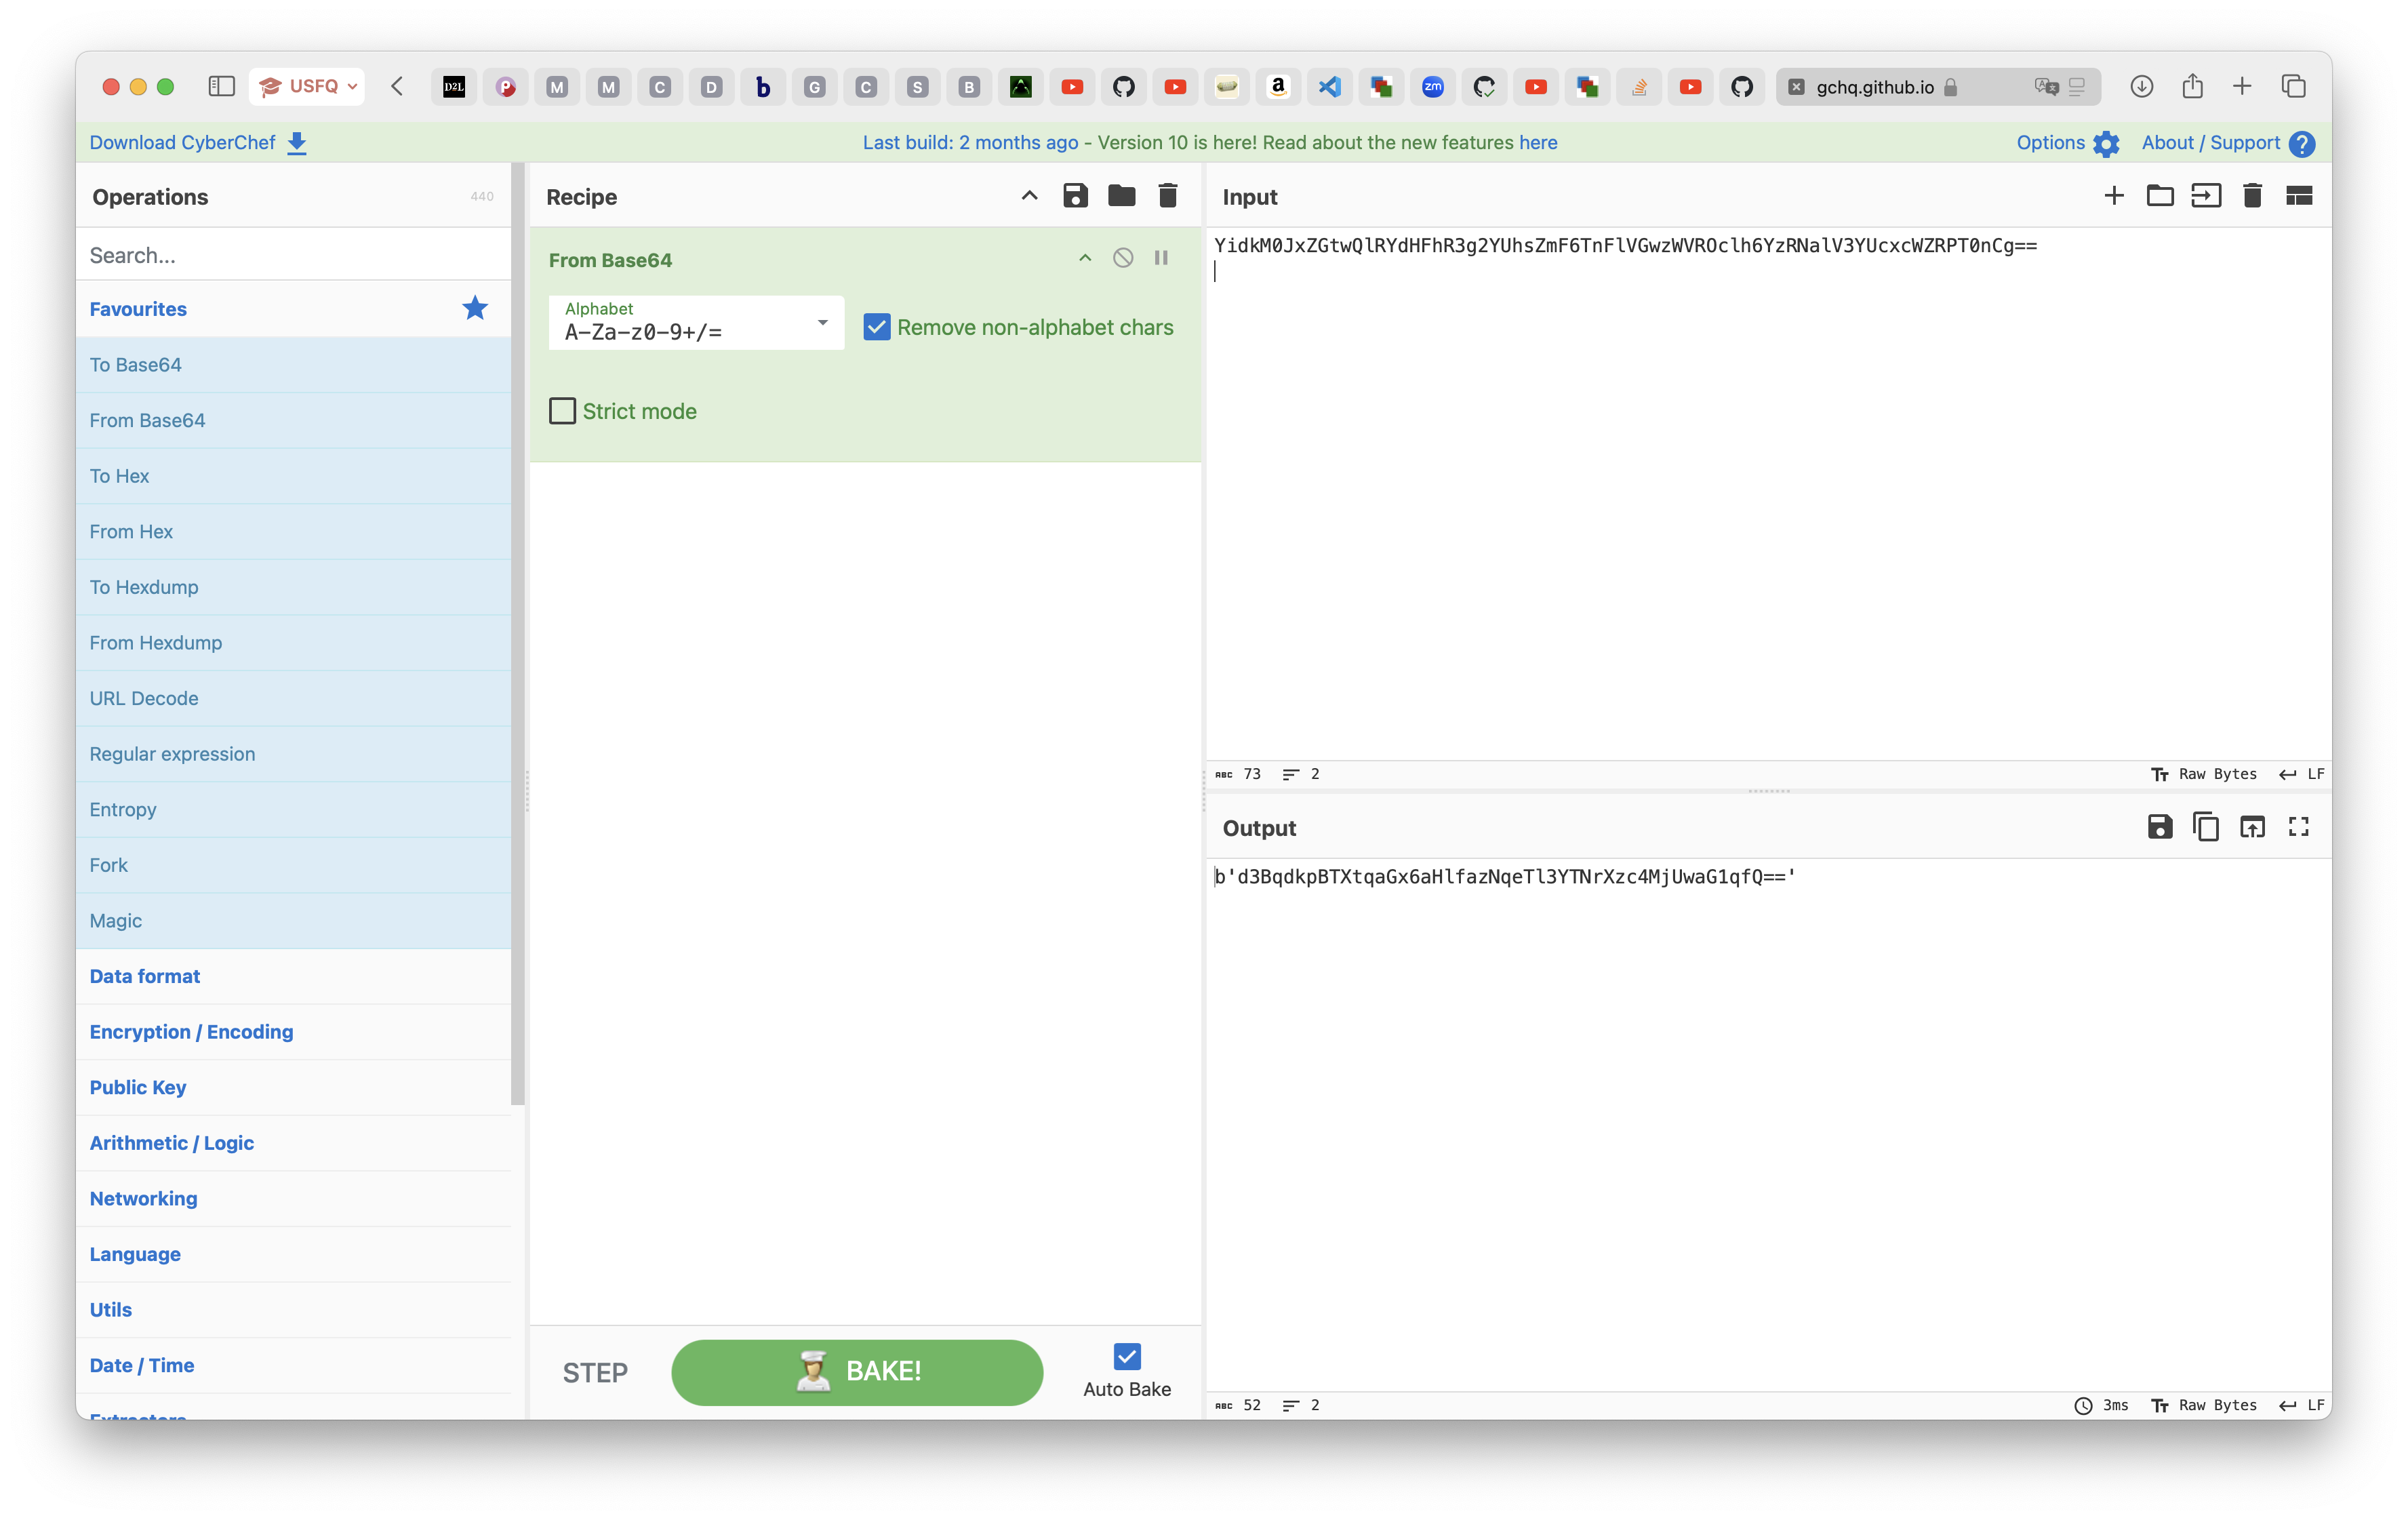 USFQ
D2L
P
M
M
C
D
b
G
C
S
B
a
zm
gchq.github.io
Download CyberChef
Last build: 2 months ago - Version 10 is here! Read about the new features here
Options
About / Support
Operations
440
Search...
Favourites
To Base64
From Base64
To Hex
From Hex
To Hexdump
From Hexdump
URL Decode
Regular expression
Entropy
Fork
Magic
Data format
Encryption / Encoding
Public Key
Arithmetic / Logic
Networking
Language
Utils
Date / Time
Extractors
Recipe
From Base64
Alphabet
A-Za-z0-9+/=
Remove non-alphabet chars
Strict mode
STEP
BAKE!
Auto Bake
Input
YidkM0JxZGtwQlRYdHFhR3g2YUhsZmF6TnFlVGwzWVROclh6YzRNalV3YUcxcWZRPT0nCg==
ABC 73 2
Raw Bytes LF
Output
b'd3BqdkpBTXtqaGx6aHlfazNqeTl3YTNrXzc4MjUwaG1qfQ=='
ABC 52 2
3ms Raw Bytes LF